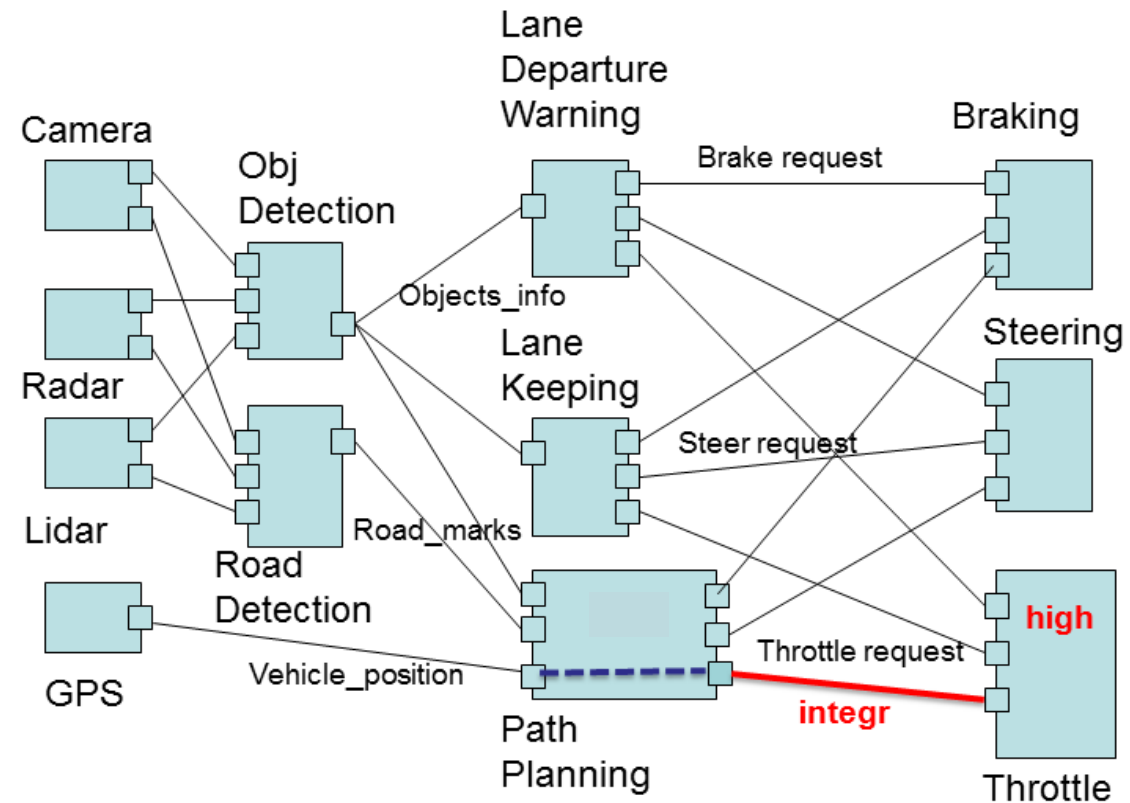 Lane
Departure
Warning
Camera
Braking
Obj
Detection
Brake request
Objects_info
Lane
Keeping
Steering
Radar
Steer request
Lidar
Road_marks
Road
Detection
high
Throttle request
Vehicle_position
GPS
integr
Path
Planning
Throttle